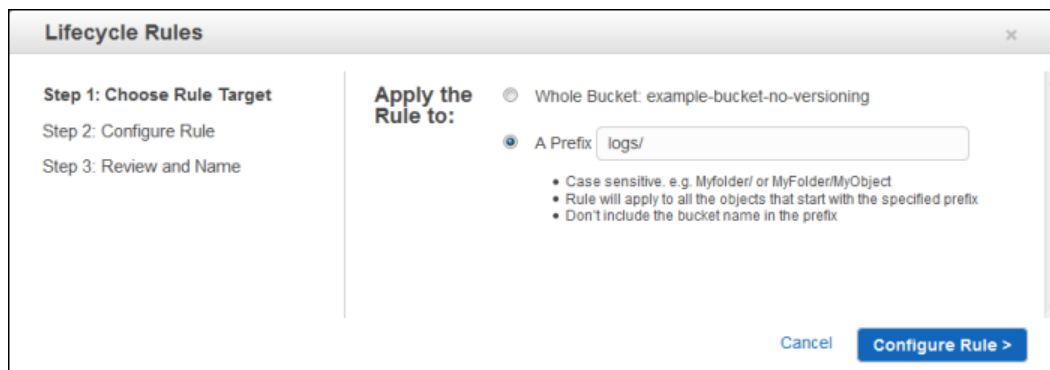 Lifecycle Rules
×
Step 1: Choose Rule Target
Step 2: Configure Rule
Step 3: Review and Name
Apply the
Rule to:
Whole Bucket: example-bucket-no-versioning
A Prefix logs/
• Case sensitive. e.g. Myfolder/ or MyFolder/MyObject
• Rule will apply to all the objects that start with the specified prefix
• Don't include the bucket name in the prefix
Cancel Configure Rule >